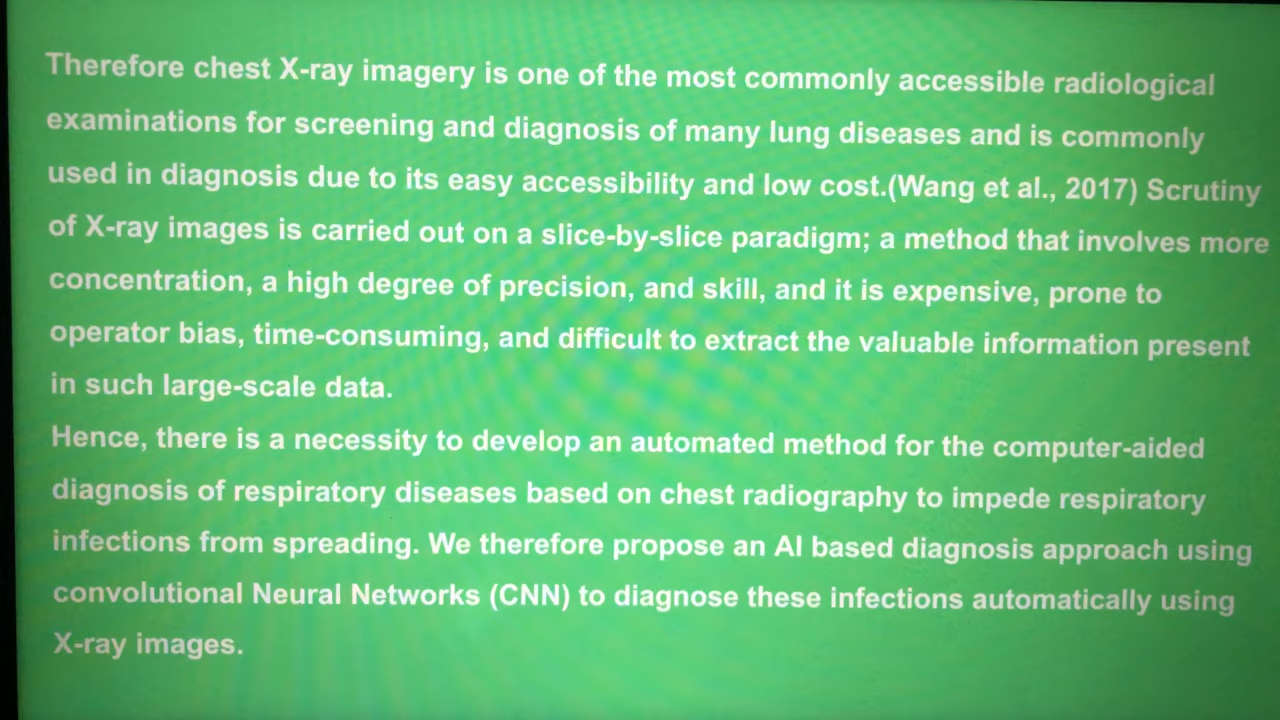 Therefore chest X-ray imagery is one of the most commonly accessible radiological
examinations for screening and diagnosis of many lung diseases and is commonly
used in diagnosis due to its easy accessibility and low cost.(Wang et al., 2017) Scrutiny
of X-ray images is carried out on a slice-by-slice paradigm; a method that involves more
concentration, a high degree of precision, and skill, and it is expensive, prone to
operator bias, time-consuming, and difficult to extract the valuable information present
in such large-scale data.
Hence, there is a necessity to develop an automated method for the computer-aided
diagnosis of respiratory diseases based on chest radiography to impede respiratory
infections from spreading. We therefore propose an AI based diagnosis approach using
convolutional Neural Networks (CNN) to diagnose these infections automatically using
X-ray images.